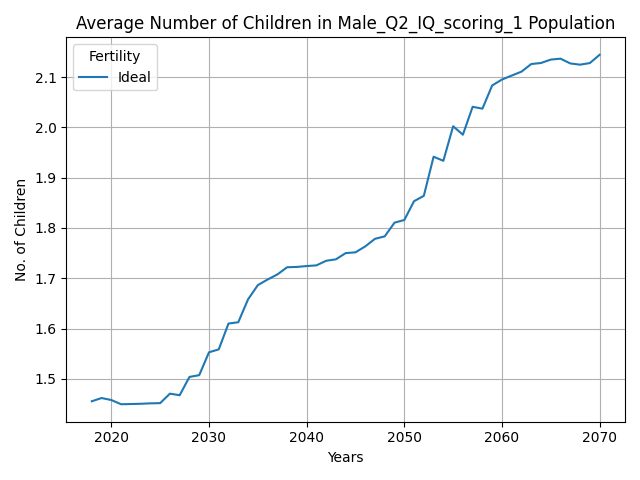 Average Number of Children in Male_Q2_IQ_scoring_1 Population
Fertility
Ideal
No. of Children
2.1
2.0
1.9
1.8
1.7
1.6
1.5
2020 2030 2040 2050 2060 2070
Years